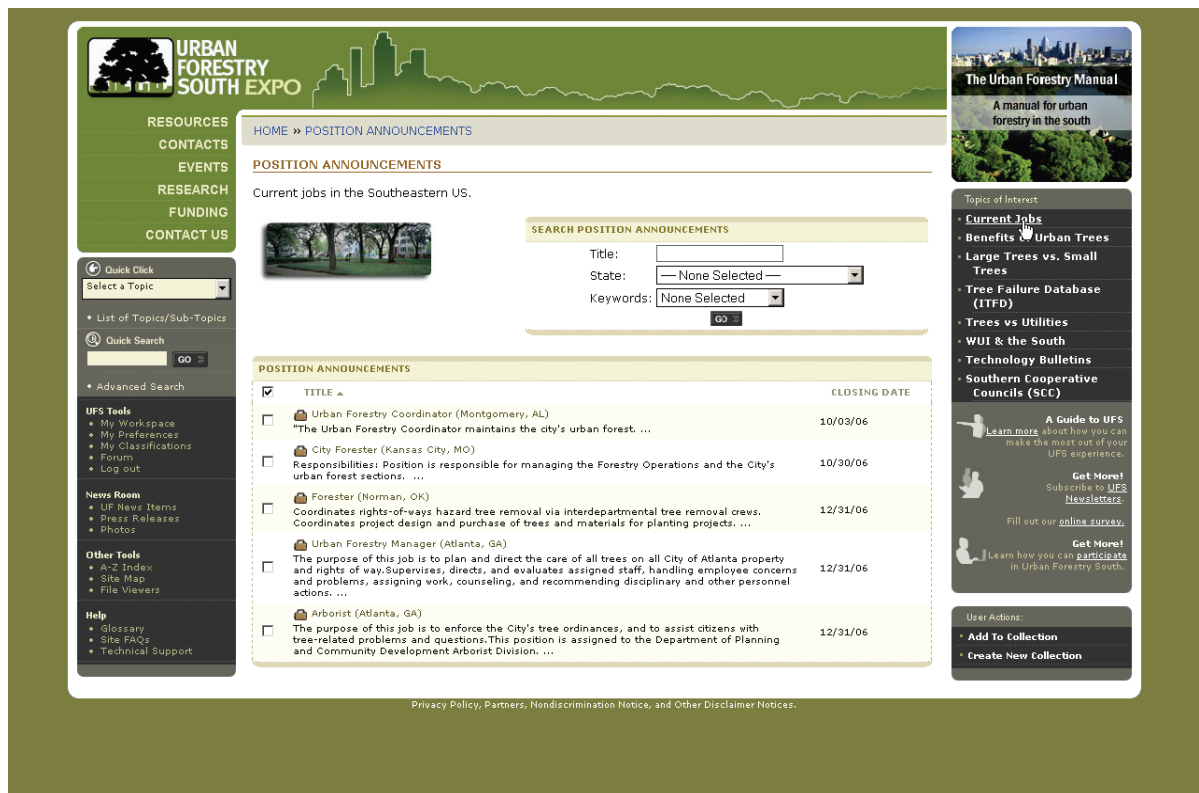 URBAN
FORESTRY
SOUTH EXPO
RESOURCES
CONTACTS
EVENTS
RESEARCH
FUNDING
CONTACT US
Quick Click
Select a Topic
List of Topics/Sub-Topics
Quick Search
GO
Advanced Search
UFS Tools
My Workspace
My Preferences
My Classifications
Forum
Log out
News Room
UF News Items
Press Releases
Photos
Other Tools
A-Z Index
Site Map
File Viewers
Help
Glossary
Site FAQs
Technical Support
HOME » POSITION ANNOUNCEMENTS
POSITION ANNOUNCEMENTS
Current jobs in the Southeastern US.
SEARCH POSITION ANNOUNCEMENTS
Title:
State: — None Selected —
Keywords: None Selected
GO
POSITION ANNOUNCEMENTS
TITLE CLOSING DATE
Urban Forestry Coordinator (Montgomery, AL)
"The Urban Forestry Coordinator maintains the city's urban forest. ...
10/03/06
City Forester (Kansas City, MO)
Responsibilities: Position is responsible for managing the Forestry Operations and the City's
urban forest sections. ...
10/30/06
Forester (Norman, OK)
Coordinates rights-of-ways hazard tree removal via interdepartmental tree removal crews.
Coordinates project design and purchase of trees and materials for planting projects. ...
12/31/06
Urban Forestry Manager (Atlanta, GA)
The purpose of this job is to plan and direct the care of all trees on all City of Atlanta property
and rights of way.Supervises, directs, and evaluates assigned staff, handling employee concerns
and problems, assigning work, counseling, and recommending disciplinary and other personnel
actions. ...
12/31/06
Arborist (Atlanta, GA)
The purpose of this job is to enforce the City's tree ordinances, and to assist citizens with
tree-related problems and questions.This position is assigned to the Department of Planning
and Community Development Arborist Division. ...
12/31/06
The Urban Forestry Manual
A manual for urban
forestry in the south
Topics of Interest
Current Jobs
Benefits of Urban Trees
Large Trees vs. Small
Trees
Tree Failure Database
(ITFD)
Trees vs Utilities
WUI & the South
Technology Bulletins
Southern Cooperative
Councils (SCC)
A Guide to UFS
Learn more about how you can
make the most out of your
UFS experience.
Get More!
Subscribe to UFS
Newsletters.
Fill out our online survey.
Get More!
Learn how you can participate
in Urban Forestry South.
User Actions:
Add To Collection
Create New Collection
Privacy Policy, Partners, Nondiscrimination Notice, and Other Disclaimer Notices.